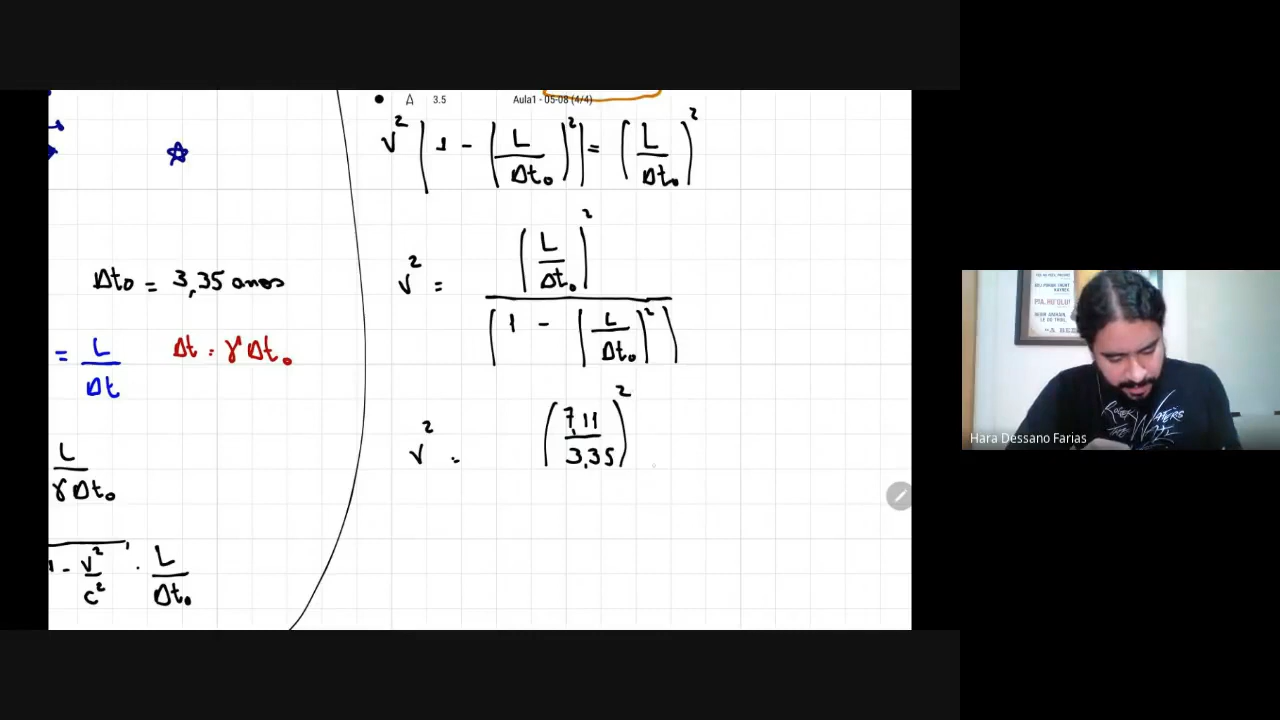 3.5 Aula1 - 05-08 (4/4)
v² (1 - (L/Δt₀)²) = (L/Δt₀)²
v² = (L/Δt₀)² / (1 - (L/Δt₀)²)
v² = (7,11/3,35)²
Δt₀ = 3,35 anos
= L/Δt
Δt = γΔt₀
L/γΔt₀
1 - v²/c² · L/Δt₀
Hara Dessano Farias